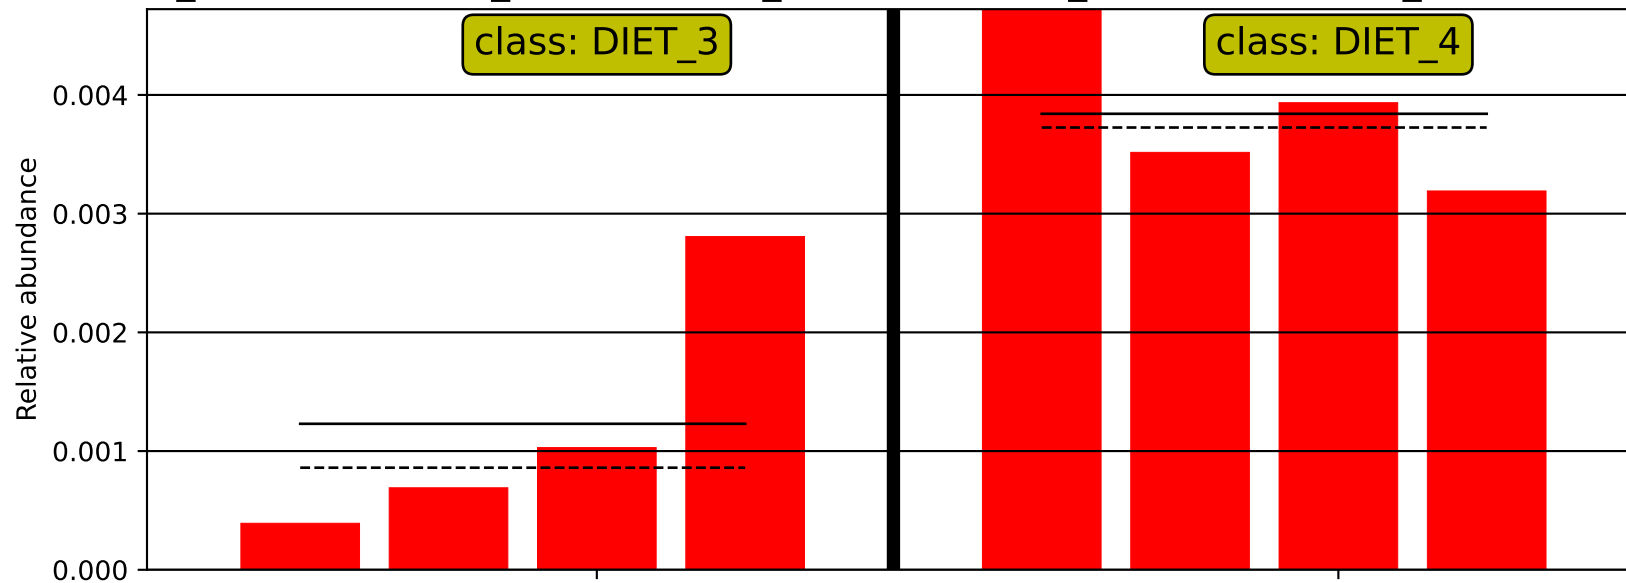 class: DIET_3
class: DIET_4
0.004
0.003
0.002
0.001
0.000
Relative abundance